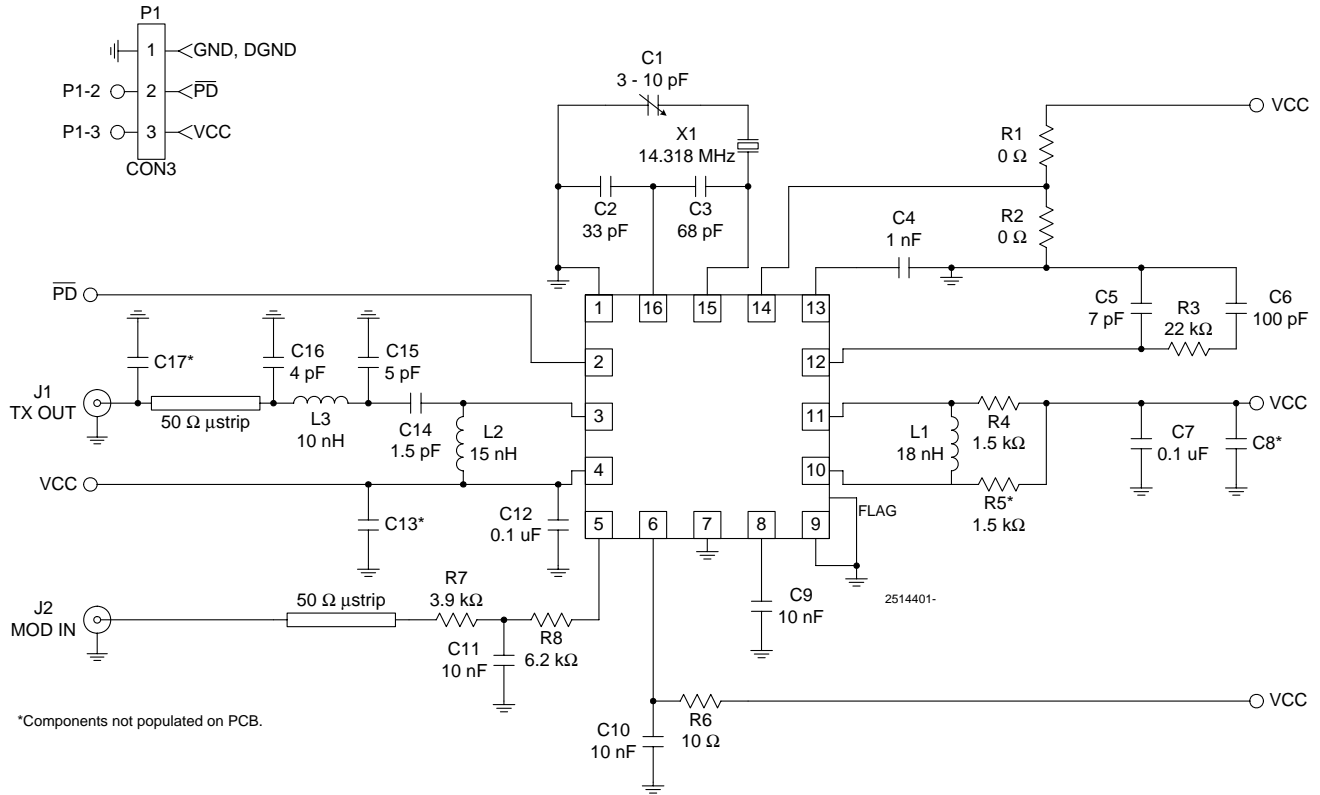 P1
1
GND, DGND
P1-2
2
PD
P1-3
3
VCC
CON3
C1
3 - 10 pF
X1
14.318 MHz
C2
33 pF
C3
68 pF
VCC
R1
0 Ω
R2
0 Ω
C4
1 nF
C5
7 pF
R3
22 kΩ
C6
100 pF
PD
1
16
15
14
13
2
12
3
11
4
10
5
6
7
8
9
FLAG
C17*
C16
4 pF
C15
5 pF
J1
TX OUT
50 Ω µstrip
L3
10 nH
C14
1.5 pF
L2
15 nH
VCC
C13*
C12
0.1 uF
L1
18 nH
R4
1.5 kΩ
R5*
1.5 kΩ
VCC
C7
0.1 uF
C8*
J2
MOD IN
50 Ω µstrip
R7
3.9 kΩ
C11
10 nF
R8
6.2 kΩ
C9
10 nF
2514401-
*Components not populated on PCB.
C10
10 nF
R6
10 Ω
VCC